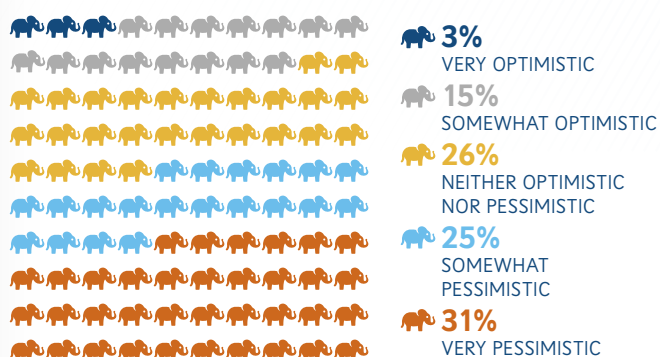 3%
VERY OPTIMISTIC
15%
SOMEWHAT OPTIMISTIC
26%
NEITHER OPTIMISTIC
NOR PESSIMISTIC
25%
SOMEWHAT
PESSIMISTIC
31%
VERY PESSIMISTIC